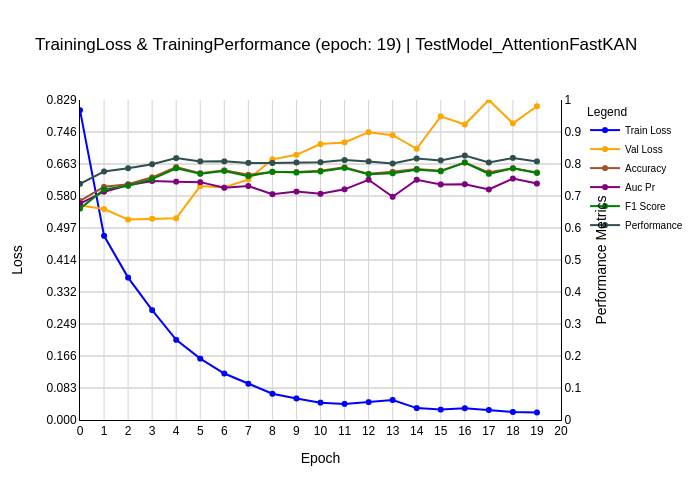 TrainingLoss & TrainingPerformance (epoch: 19) | TestModel_AttentionFastKAN
Loss
0.829
0.746
0.663
0.580
0.497
0.414
0.332
0.249
0.166
0.083
0.000
0 1 2 3 4 5 6 7 8 9 10 11 12 13 14 15 16 17 18 19 20
Epoch
1
0.9
0.8
0.7
0.6
0.5
0.4
0.3
0.2
0.1
0
Performance Metrics
Legend
Train Loss
Val Loss
Accuracy
Auc Pr
F1 Score
Performance